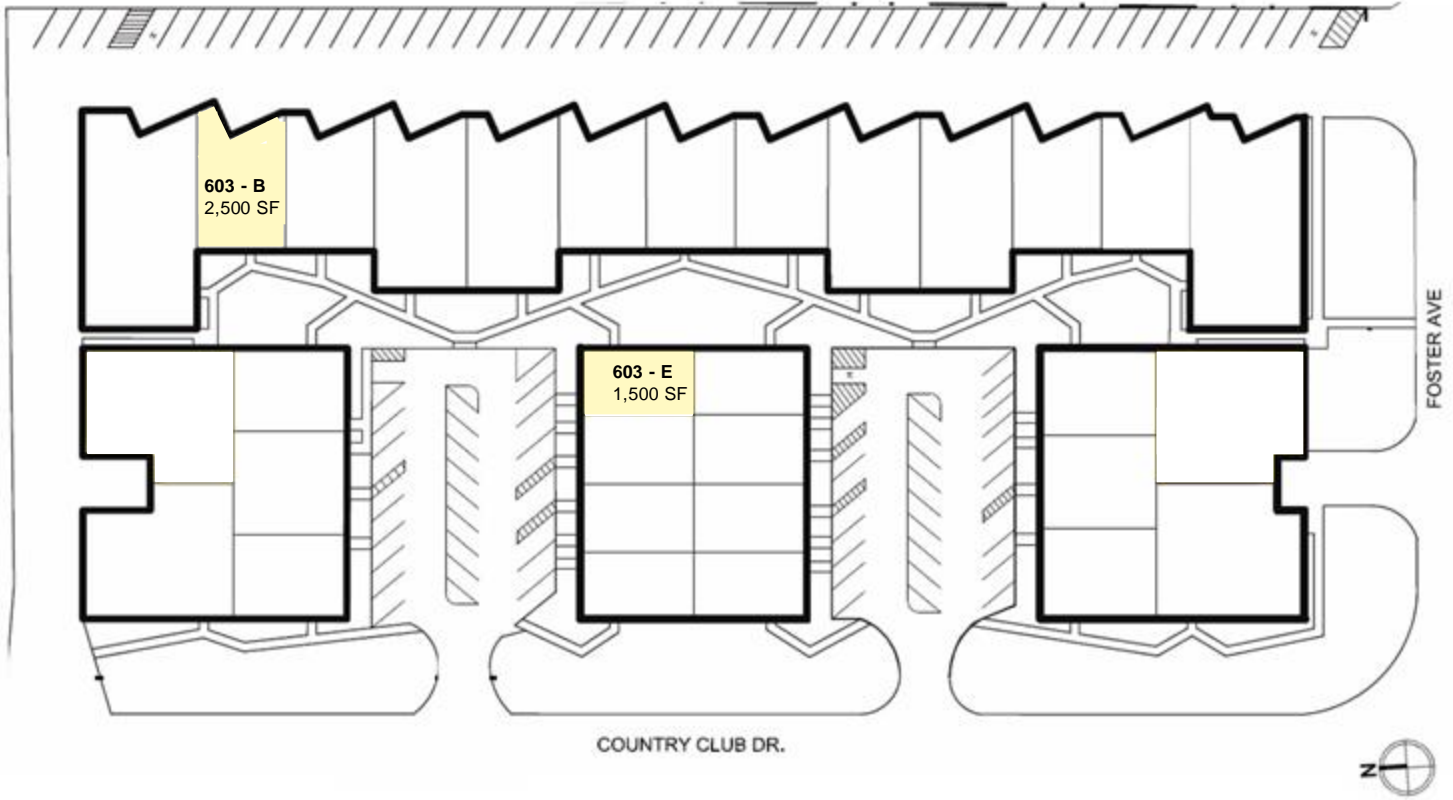 603 - B
2,500 SF
603 - E
1,500 SF
FOSTER AVE
COUNTRY CLUB DR.
N